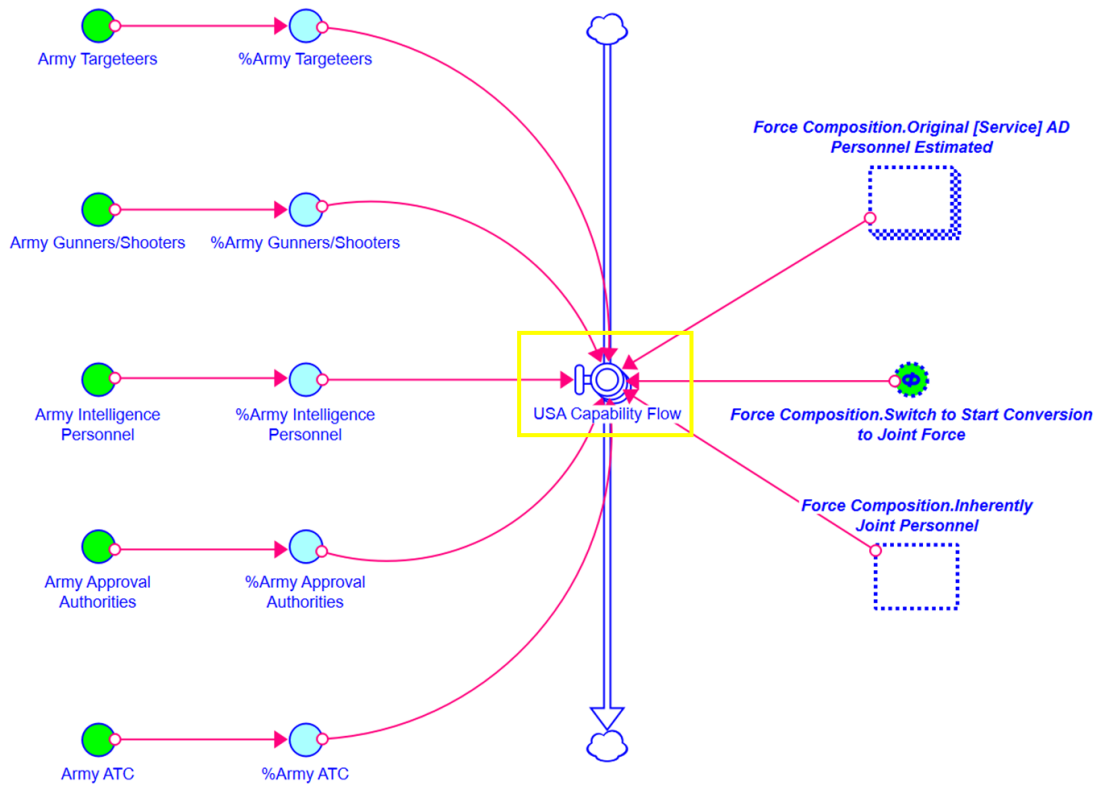 Army Targeteers
%Army Targeteers
Force Composition.Original [Service] AD
Personnel Estimated
Army Gunners/Shooters
%Army Gunners/Shooters
Army Intelligence
Personnel
%Army Intelligence
Personnel
USA Capability Flow
Force Composition.Switch to Start Conversion
to Joint Force
Force Composition.Inherently
Joint Personnel
Army Approval
Authorities
%Army Approval
Authorities
Army ATC
%Army ATC